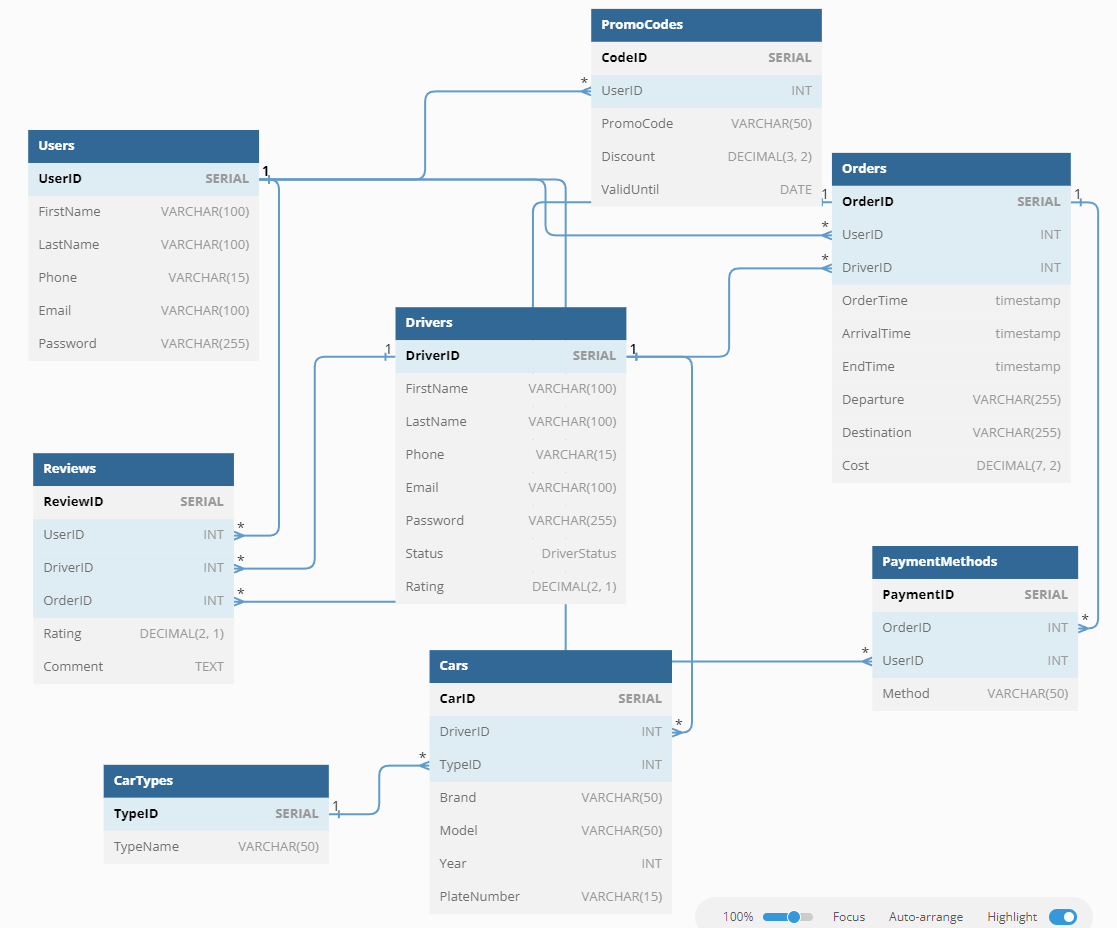 PromoCodes
CodeID SERIAL
* UserID INT
PromoCode VARCHAR(50)
Discount DECIMAL(3, 2)
ValidUntil DATE
Users
UserID SERIAL 1
FirstName VARCHAR(100)
LastName VARCHAR(100)
Phone VARCHAR(15)
Email VARCHAR(100)
Password VARCHAR(255)
Orders
1 OrderID SERIAL 1
* UserID INT
* DriverID INT
OrderTime timestamp
ArrivalTime timestamp
EndTime timestamp
Departure VARCHAR(255)
Destination VARCHAR(255)
Cost DECIMAL(7, 2)
Drivers
1 DriverID SERIAL 1
FirstName VARCHAR(100)
LastName VARCHAR(100)
Phone VARCHAR(15)
Email VARCHAR(100)
Password VARCHAR(255)
Status DriverStatus
Rating DECIMAL(2, 1)
Reviews
ReviewID SERIAL
UserID INT *
DriverID INT *
OrderID INT *
Rating DECIMAL(2, 1)
Comment TEXT
PaymentMethods
PaymentID SERIAL
OrderID INT *
* UserID INT
Method VARCHAR(50)
Cars
CarID SERIAL
DriverID INT *
* TypeID INT
Brand VARCHAR(50)
Model VARCHAR(50)
Year INT
PlateNumber VARCHAR(15)
CarTypes
TypeID SERIAL 1
TypeName VARCHAR(50)
100% Focus Auto-arrange Highlight